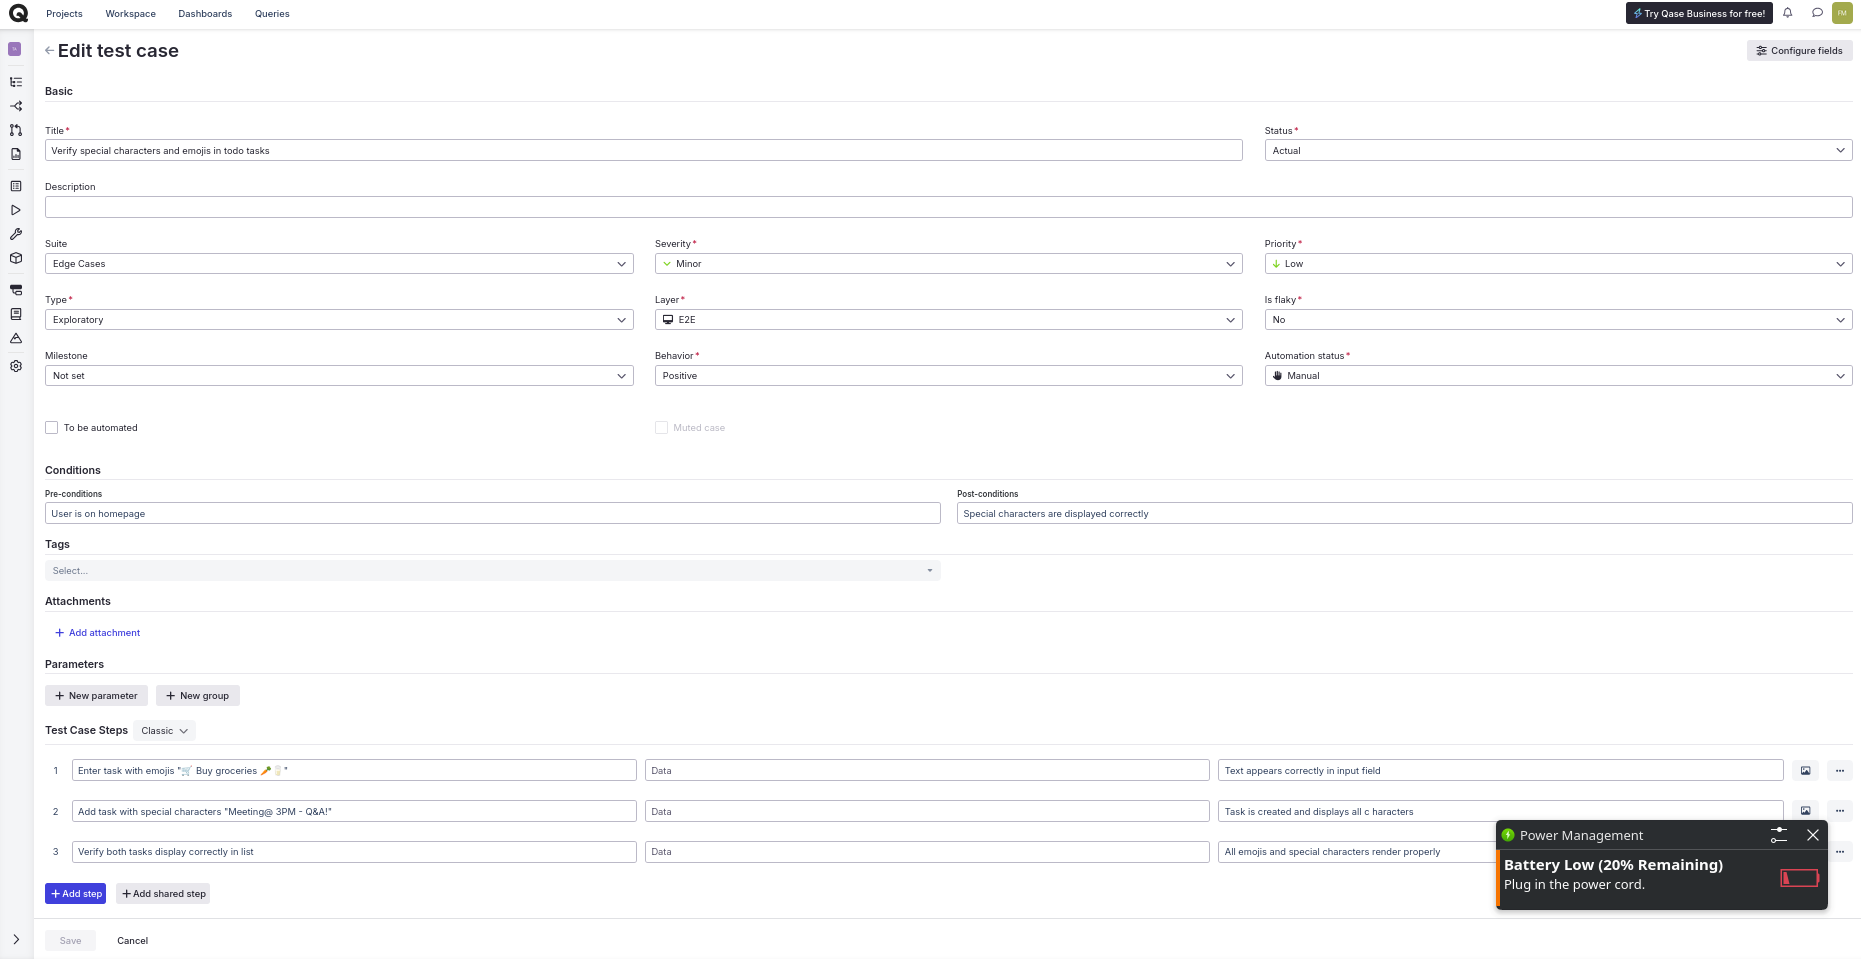 Projects Workspace Dashboards Queries
⚡Try Qase Business for free!
Edit test case
Configure fields
Basic
Title* Status*
Verify special characters and emojis in todo tasks Actual
Description
Suite Severity* Priority*
Edge Cases Minor Low
Type* Layer* Is flaky*
Exploratory E2E No
Milestone Behavior* Automation status*
Not set Positive Manual
To be automated Muted case
Conditions
Pre-conditions Post-conditions
User is on homepage Special characters are displayed correctly
Tags
Select...
Attachments
+ Add attachment
Parameters
+ New parameter + New group
Test Case Steps Classic
1 Enter task with emojis "🛒 Buy groceries 🥕🥛" Data Text appears correctly in input field
2 Add task with special characters "Meeting@ 3PM - Q&A!" Data Task is created and displays all c haracters
3 Verify both tasks display correctly in list Data All emojis and special characters render properly
+ Add step + Add shared step
Save Cancel
Power Management
Battery Low (20% Remaining)
Plug in the power cord.